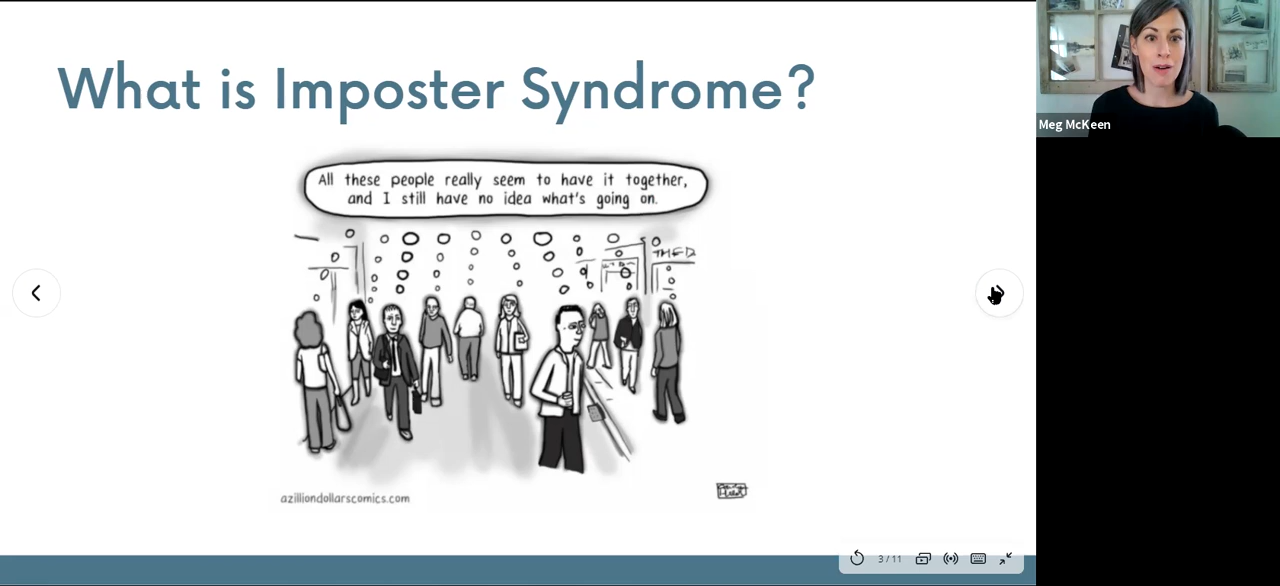 What is Imposter Syndrome?
All these people really seem to have it together,
and I still have no idea what's going on.
azilliondollarscomics.com
3 / 11
Meg McKeen